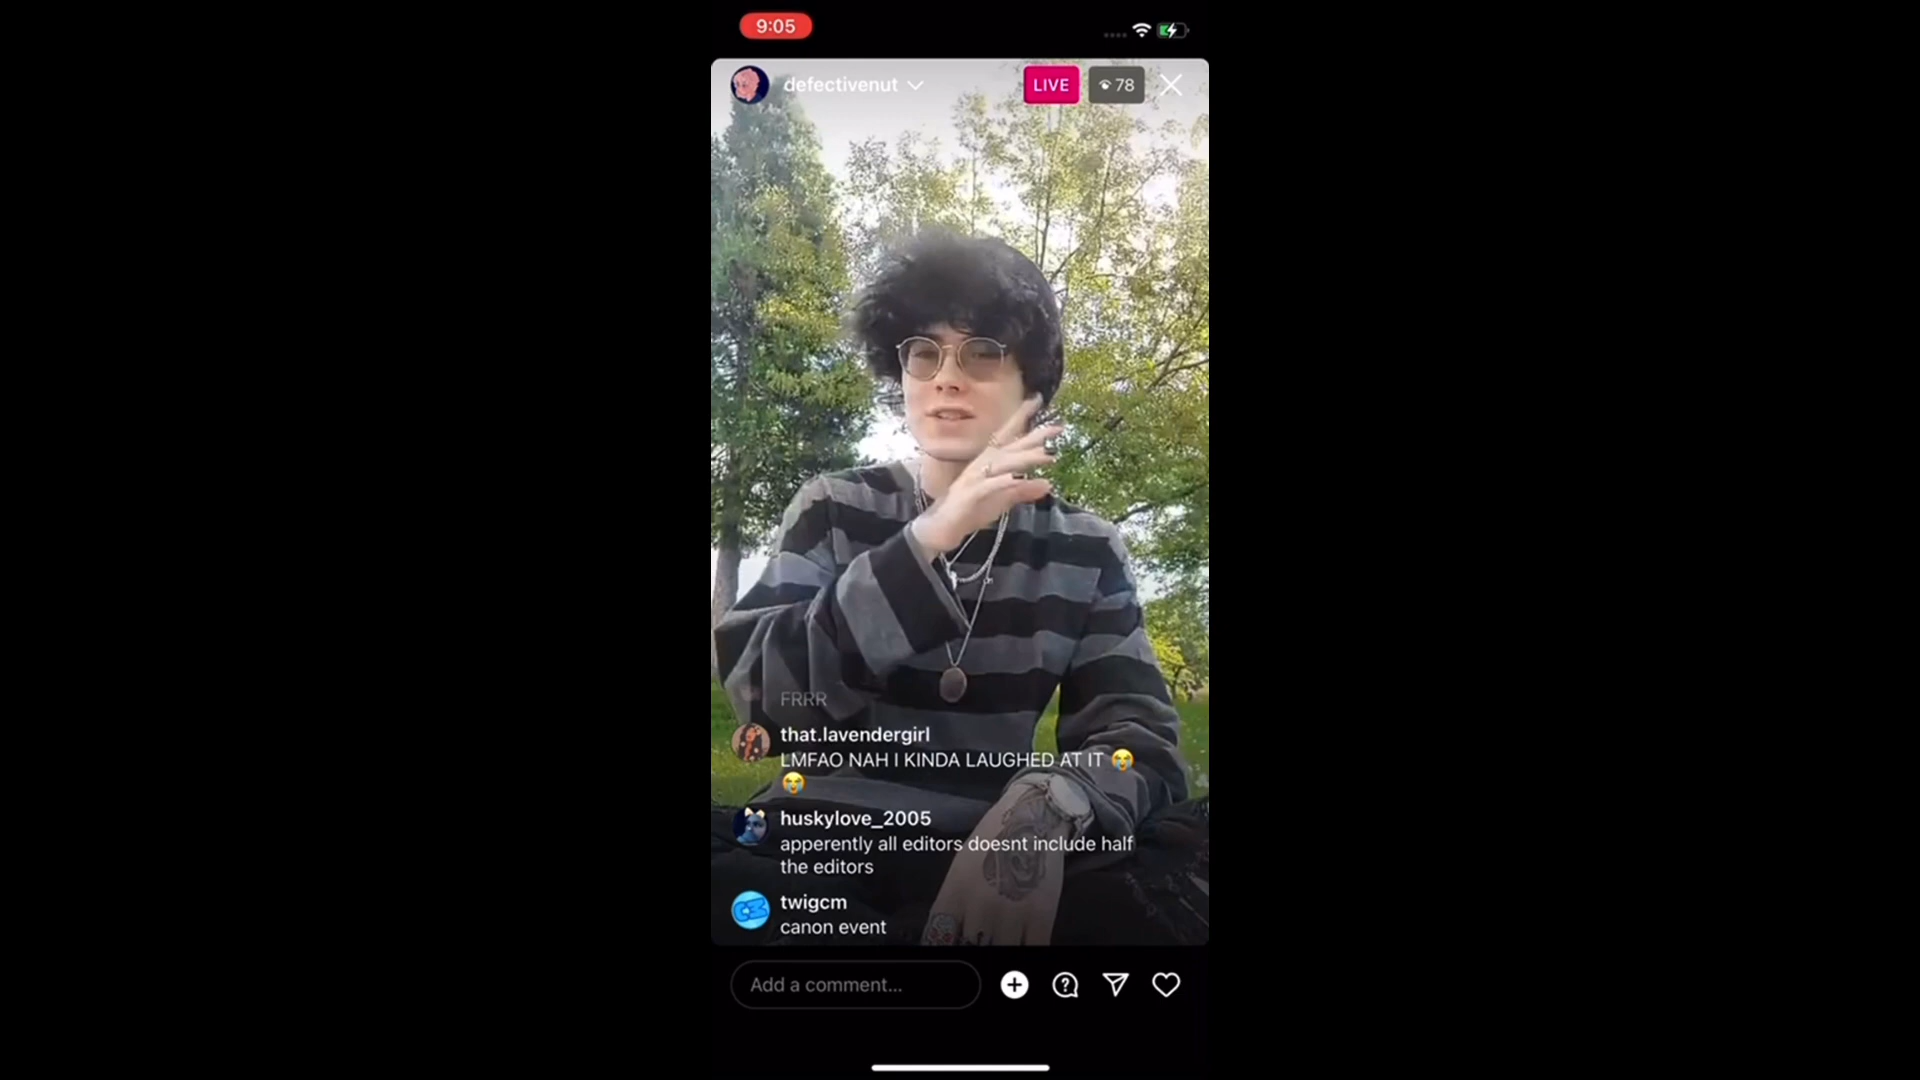 9:05
defectivenut
LIVE
78
FRRR
that.lavendergirl
LMFAO NAH I KINDA LAUGHED AT IT 😭
😭
huskylove_2005
apperently all editors doesnt include half
the editors
twigcm
canon event
Add a comment...